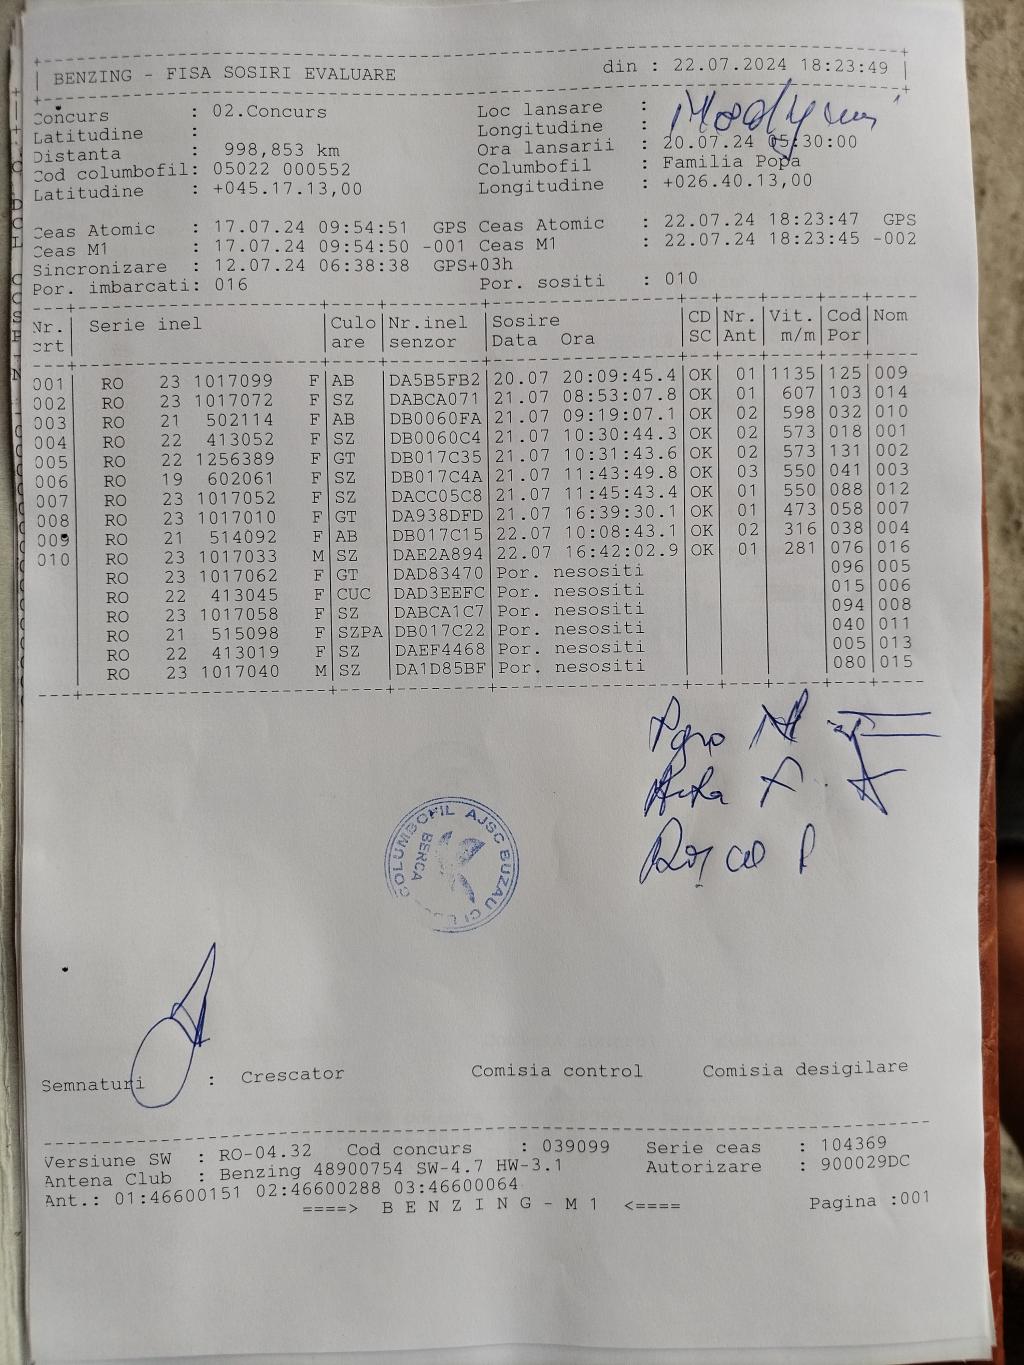 BENZING - FISA SOSIRI EVALUARE din : 22.07.2024 18:23:49
Concurs : 02.Concurs Loc lansare :
Latitudine : Longitudine :
Distanta : 998,853 km Ora lansarii : 20.07.24 05:30:00
Cod columbofil: 05022 000552 Columbofil : Familia Popa
Latitudine : +045.17.13,00 Longitudine : +026.40.13,00
Ceas Atomic : 17.07.24 09:54:51 GPS Ceas Atomic : 22.07.24 18:23:47 GPS
Ceas M1 : 17.07.24 09:54:50 -001 Ceas M1 : 22.07.24 18:23:45 -002
Sincronizare : 12.07.24 06:38:38 GPS+03h
Por. imbarcati: 016 Por. sositi : 010
Nr. Serie inel Culo Nr.inel Sosire CD Nr. Vit. Cod Nom
crt are senzor Data Ora SC Ant m/m Por
001 RO 23 1017099 F AB DA5B5FB2 20.07 20:09:45.4 OK 01 1135 125 009
002 RO 23 1017072 F SZ DABCA071 21.07 08:53:07.8 OK 01 607 103 014
003 RO 21 502114 F AB DB0060FA 21.07 09:19:07.1 OK 02 598 032 010
004 RO 22 413052 F SZ DB0060C4 21.07 10:30:44.3 OK 02 573 018 001
005 RO 22 1256389 F GT DB017C35 21.07 10:31:43.6 OK 02 573 131 002
006 RO 19 602061 F SZ DB017C4A 21.07 11:43:49.8 OK 03 550 041 003
007 RO 23 1017052 F SZ DACC05C8 21.07 11:45:43.4 OK 01 550 088 012
008 RO 23 1017010 F GT DA938DFD 21.07 16:39:30.1 OK 01 473 058 007
009 RO 21 514092 F AB DB017C15 22.07 10:08:43.1 OK 02 316 038 004
010 RO 23 1017033 M SZ DAE2A894 22.07 16:42:02.9 OK 01 281 076 016
RO 23 1017062 F GT DAD83470 Por. nesositi 096 005
RO 22 413045 F CUC DAD3EEFC Por. nesositi 015 006
RO 23 1017058 F SZ DABCA1C7 Por. nesositi 094 008
RO 21 515098 F SZPA DB017C22 Por. nesositi 040 011
RO 22 413019 F SZ DAEF4468 Por. nesositi 005 013
RO 23 1017040 M SZ DA1D85BF Por. nesositi 080 015
COLUMBOFIL AJSC BUZAU
BERCA
Semnaturi : Crescator Comisia control Comisia desigilare
Versiune SW : RO-04.32 Cod concurs : 039099 Serie ceas : 104369
Antena Club : Benzing 48900754 SW-4.7 HW-3.1 Autorizare : 900029DC
Ant.: 01:46600151 02:46600288 03:46600064
====> B E N Z I N G - M 1 <==== Pagina :001